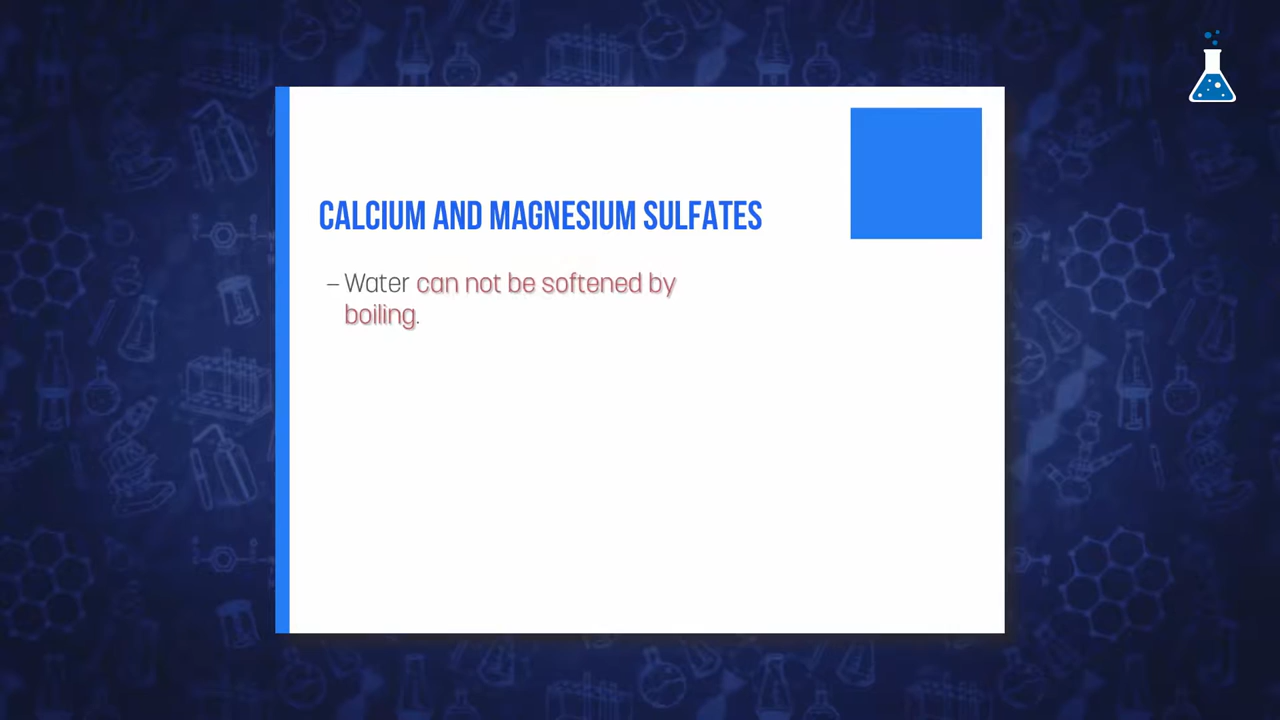 CALCIUM AND MAGNESIUM SULFATES
– Water can not be softened by
boiling.